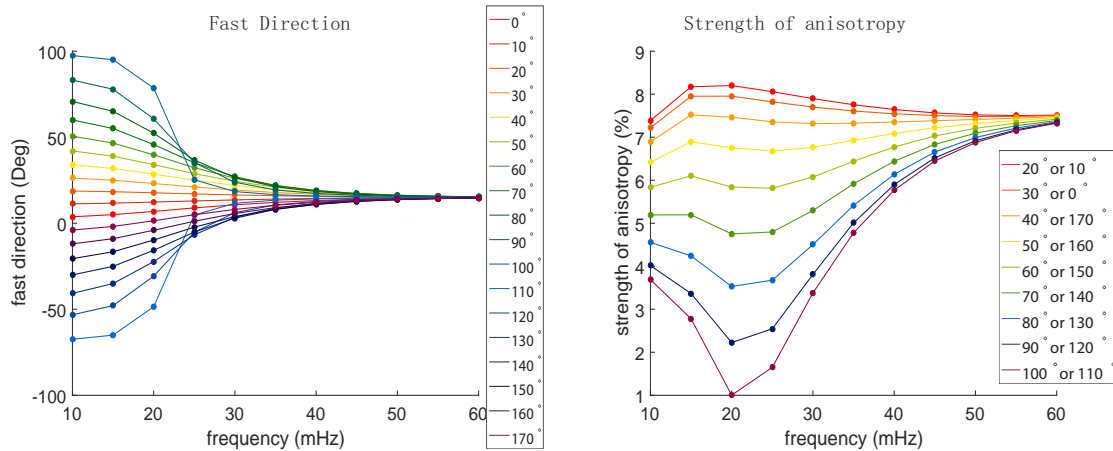 Fast Direction
100
50
0
-50
-100
10
20
30
40
50
60
fast direction (Deg)
frequency (mHz)
0°
10°
20°
30°
40°
50°
60°
70°
80°
90°
100°
110°
120°
130°
140°
150°
160°
170°
Strength of anisotropy
9
8
7
6
5
4
3
2
1
10
20
30
40
50
60
strength of anisotropy (%)
frequency (mHz)
20° or 10°
30° or 0°
40° or 170°
50° or 160°
60° or 150°
70° or 140°
80° or 130°
90° or 120°
100° or 110°